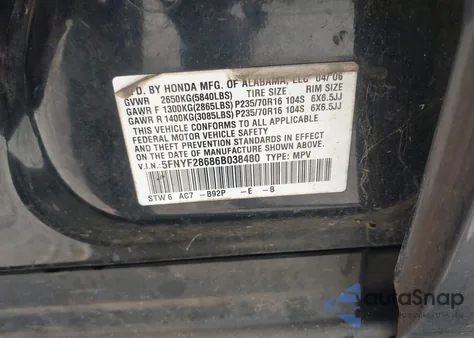 MFD. BY HONDA MFG. OF ALABAMA, LLC 04/06
GVWR 2650KG(5840LBS) TIRE SIZE RIM SIZE
GAWR F 1300KG(2865LBS) P235/70R16 104S 6X6.5JJ
GAWR R 1400KG(3085LBS) P235/70R16 104S 6X6.5JJ
THIS VEHICLE CONFORMS TO ALL APPLICABLE
FEDERAL MOTOR VEHICLE SAFETY AND
THEFT PREVENTION STANDARDS IN EFFECT
ON THE DATE OF MANUFACTURE SHOWN ABOVE.
V.I.N.: 5FNYF28686B038480 TYPE: MPV
STW 6 AC7 -B92P -E -B
autoSnap